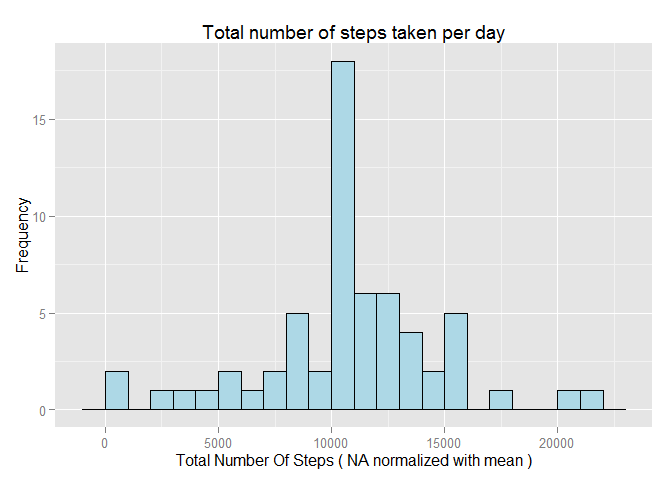 Total number of steps taken per day
Frequency
15
10
5
0
0 5000 10000 15000 20000
Total Number Of Steps ( NA normalized with mean )